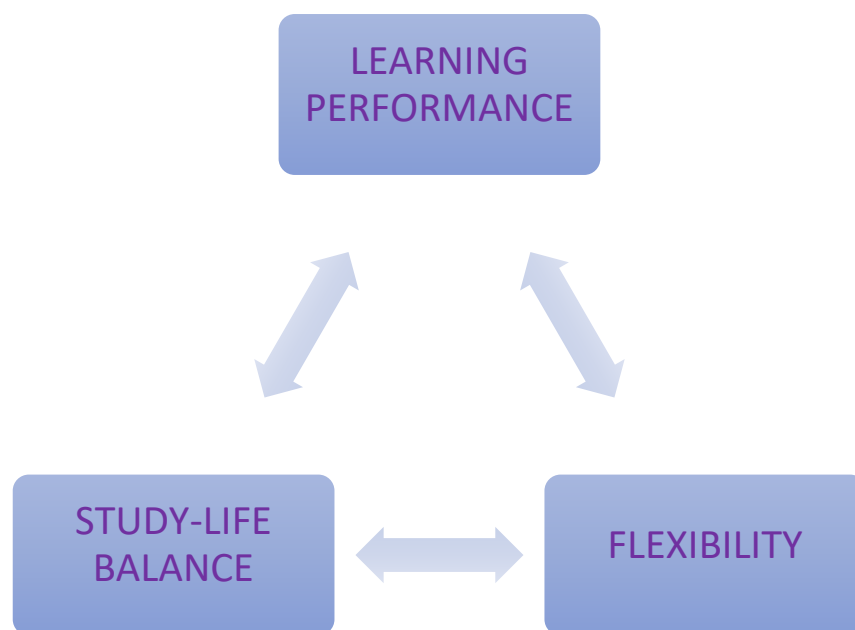 LEARNING
PERFORMANCE
STUDY-LIFE
BALANCE
FLEXIBILITY